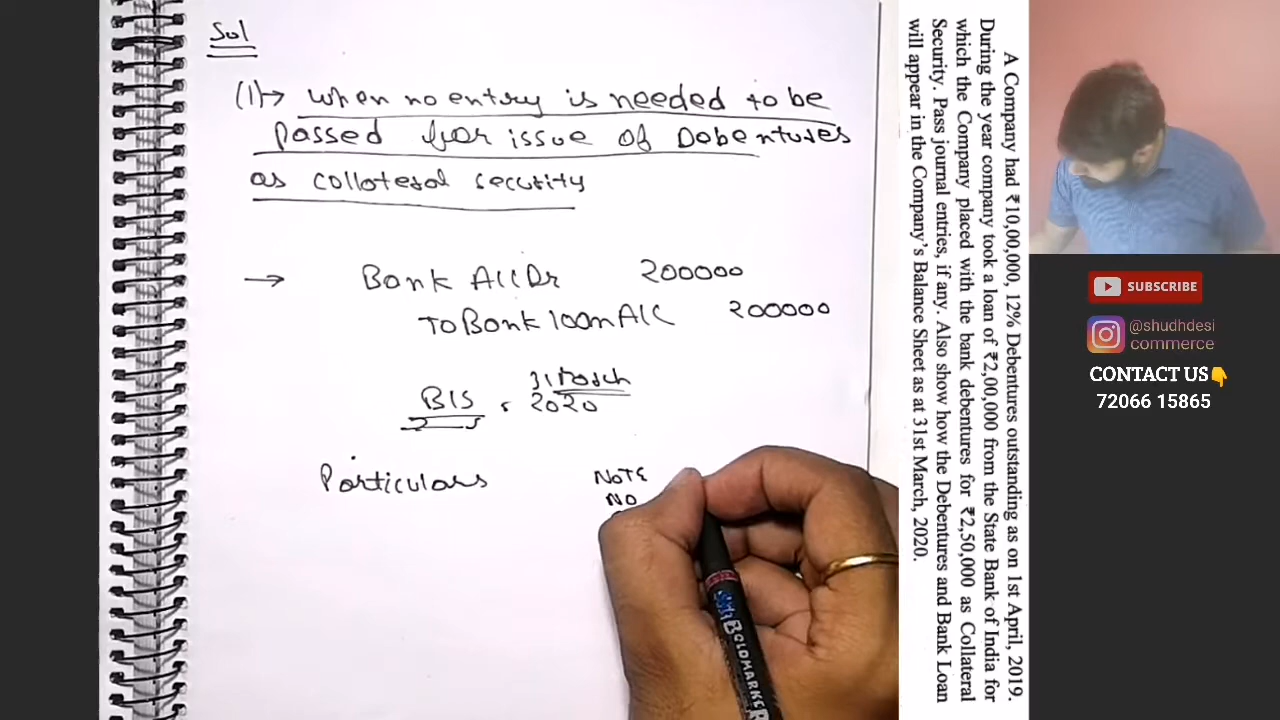 Sol
(1)→ when no entry is needed to be
passed for issue of Debentures
as collateral security
→ Bank A/c Dr 200000
To Bank loan A/c 200000
B/S, 31 March
2020
Particulars
NOTE
NO
BOLDMARKER
A Company had ₹10,00,000, 12% Debentures outstanding as on 1st April, 2019.
During the year company took a loan of ₹2,00,000 from the State Bank of India for
which the Company placed with the bank debentures for ₹2,50,000 as Collateral
Security. Pass journal entries, if any. Also show how the Debentures and Bank Loan
will appear in the Company's Balance Sheet as at 31st March, 2020.
SUBSCRIBE
@shudhdesi
commerce
CONTACT US👇
72066 15865